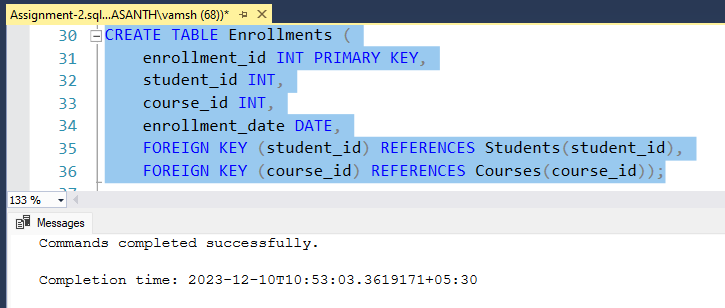 Assignment-2.sql...ASANTH\vamsh (68))*
30 CREATE TABLE Enrollments (
31 enrollment_id INT PRIMARY KEY,
32 student_id INT,
33 course_id INT,
34 enrollment_date DATE,
35 FOREIGN KEY (student_id) REFERENCES Students(student_id),
36 FOREIGN KEY (course_id) REFERENCES Courses(course_id));
133 %
Messages
Commands completed successfully.
Completion time: 2023-12-10T10:53:03.3619171+05:30